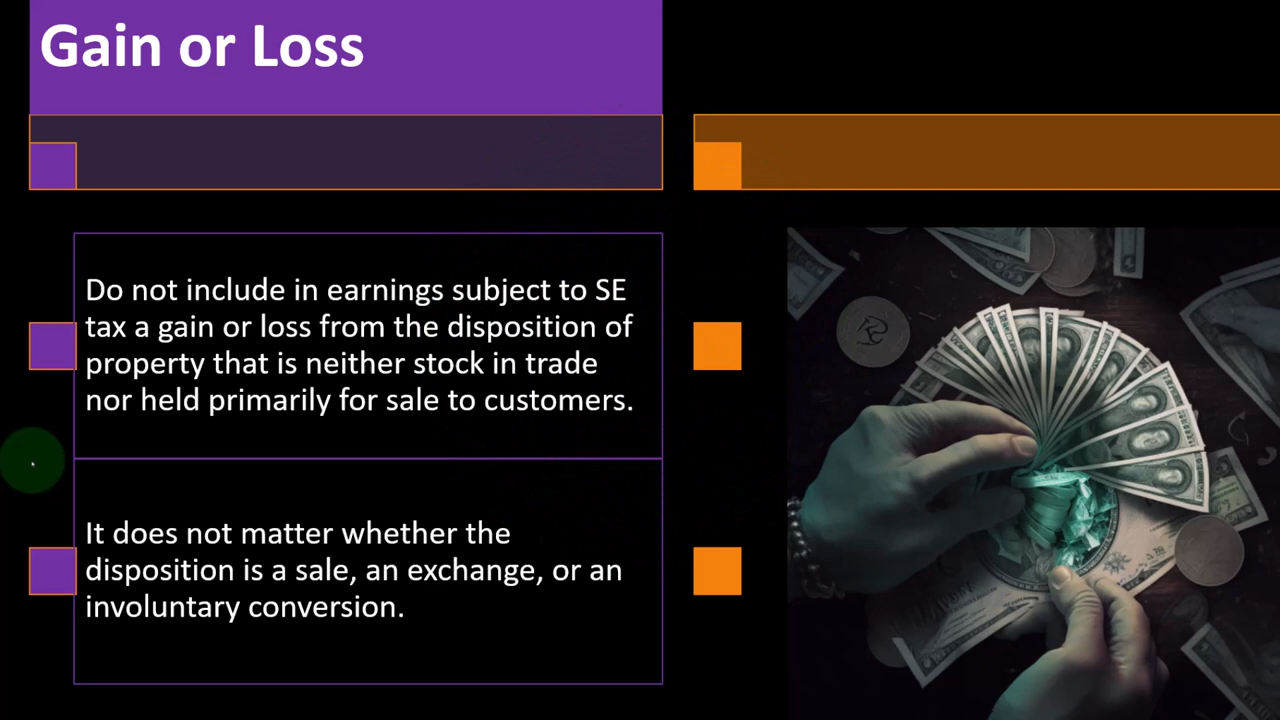 Gain or Loss
Do not include in earnings subject to SE
tax a gain or loss from the disposition of
property that is neither stock in trade
nor held primarily for sale to customers.
It does not matter whether the
disposition is a sale, an exchange, or an
involuntary conversion.